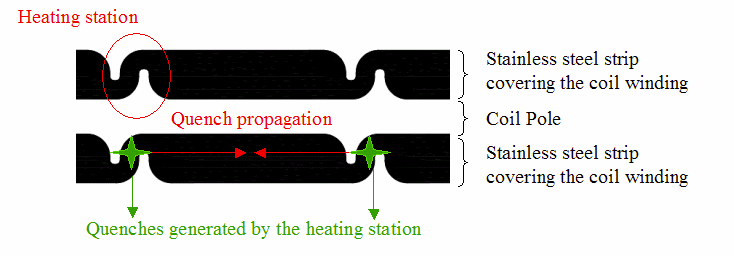 Heating station
Stainless steel strip
covering the coil winding
Quench propagation
Coil Pole
Stainless steel strip
covering the coil winding
Quenches generated by the heating station